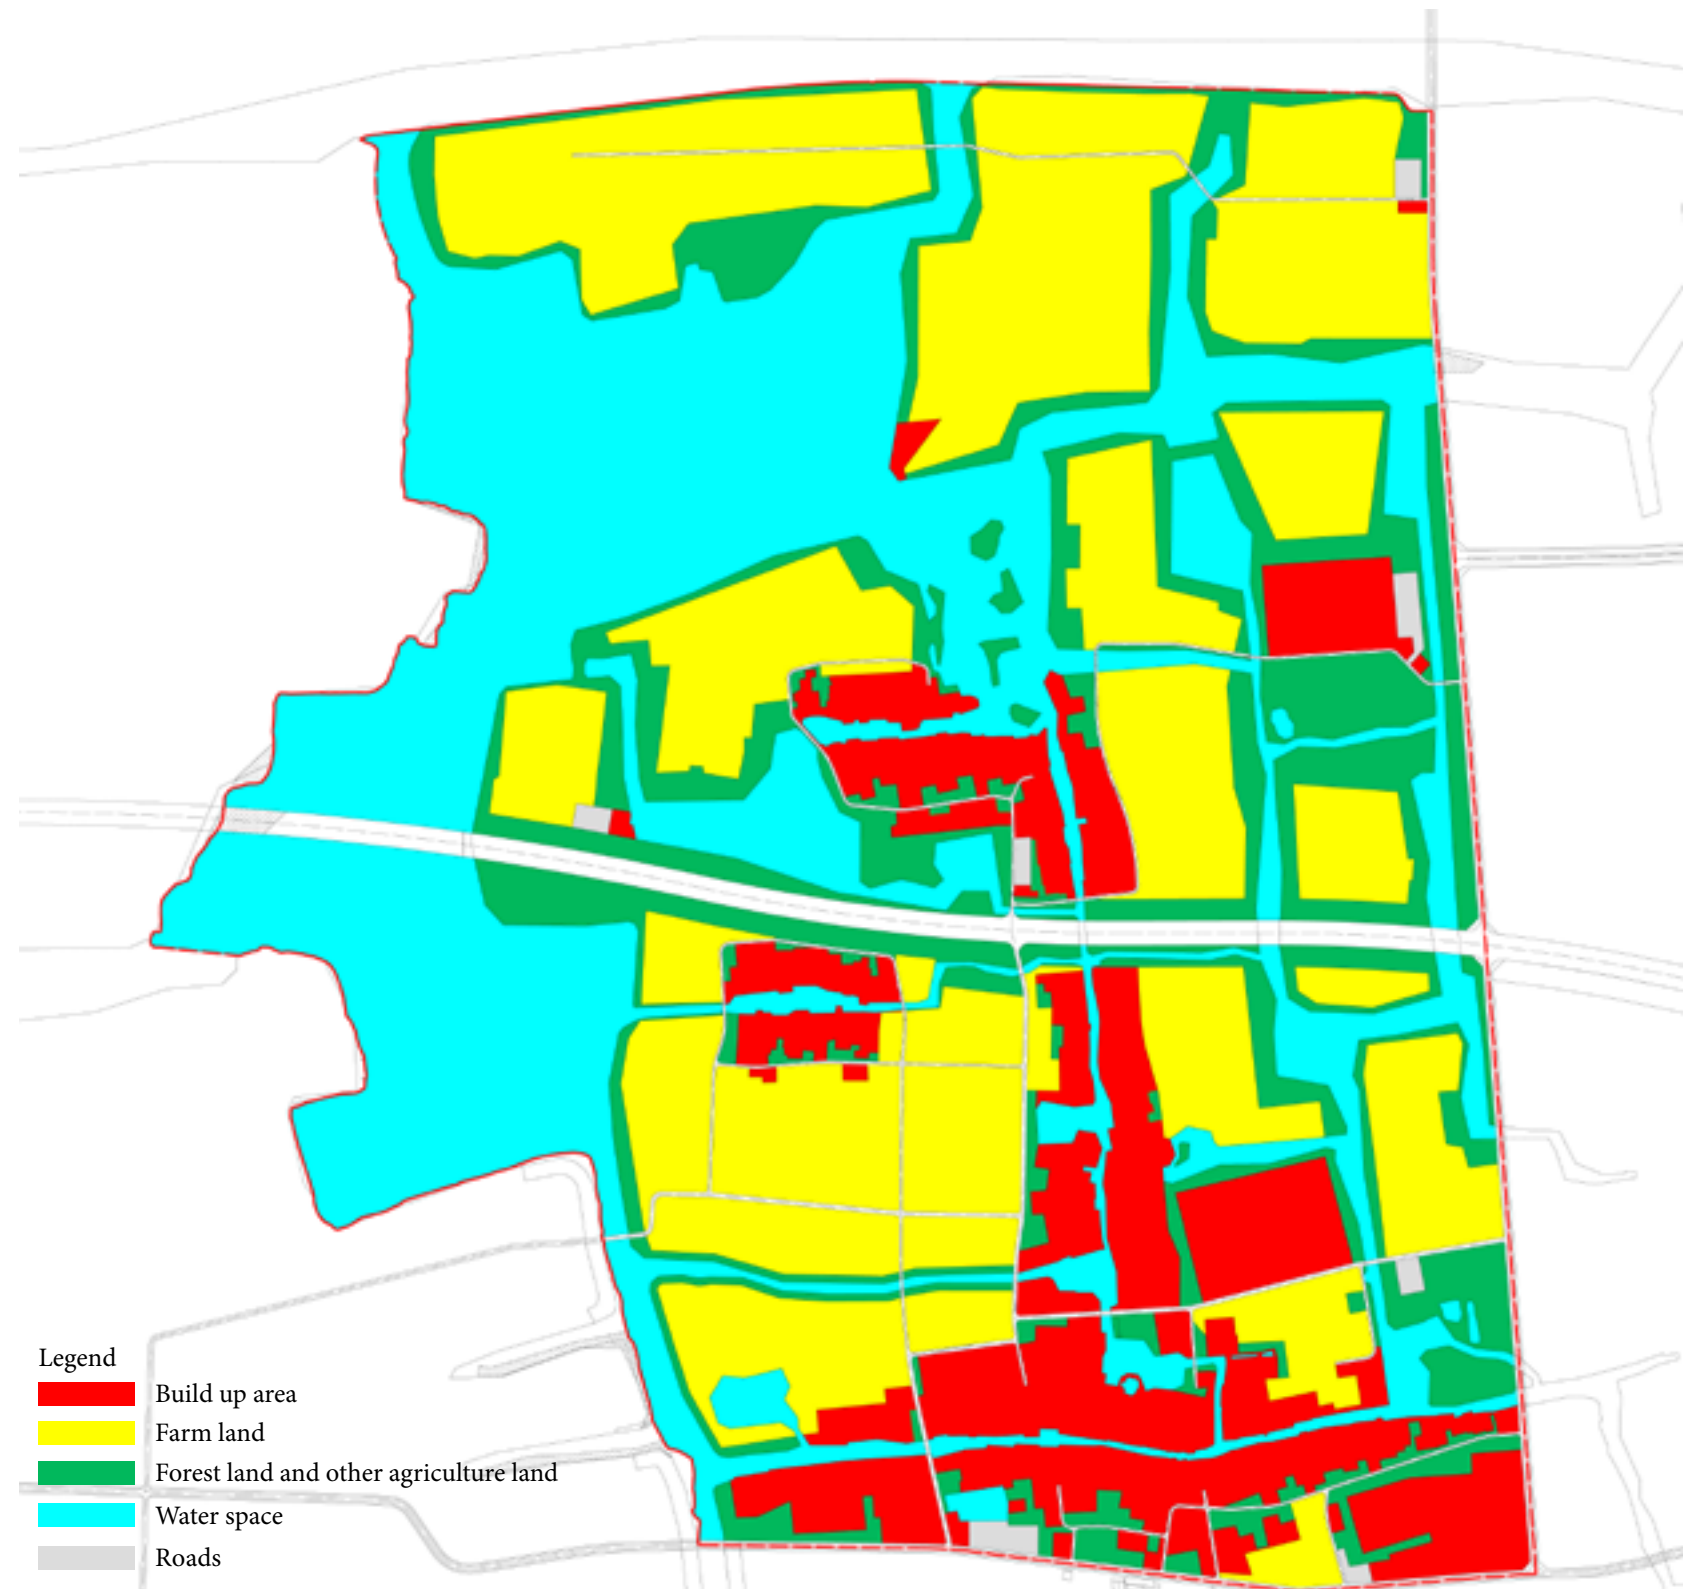 Legend
Build up area
Farm land
Forest land and other agriculture land
Water space
Roads